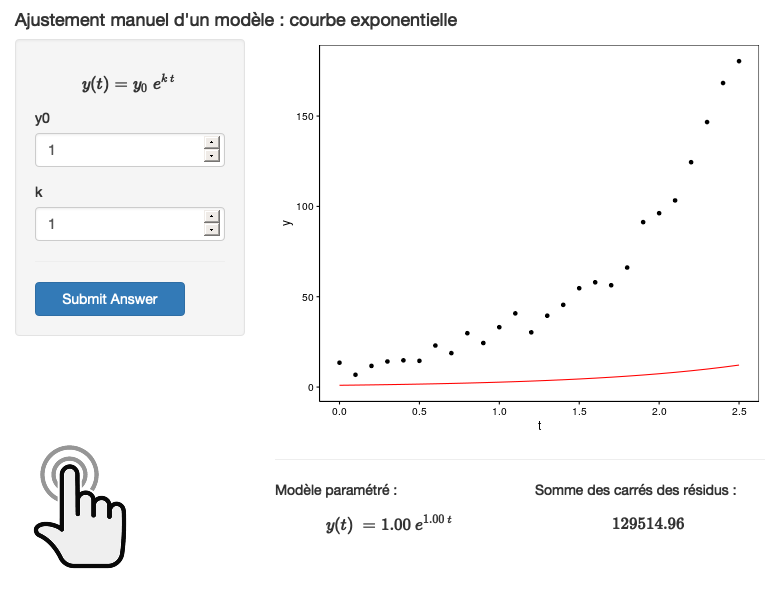 Ajustement manuel d'un modèle : courbe exponentielle
y(t) = y₀ e^{k t}
y0
1
k
1
Submit Answer
y
150
100
50
0
0.0 0.5 1.0 1.5 2.0 2.5
t
Modèle paramétré :
y(t) = 1.00 e^{1.00 t}
Somme des carrés des résidus :
129514.96